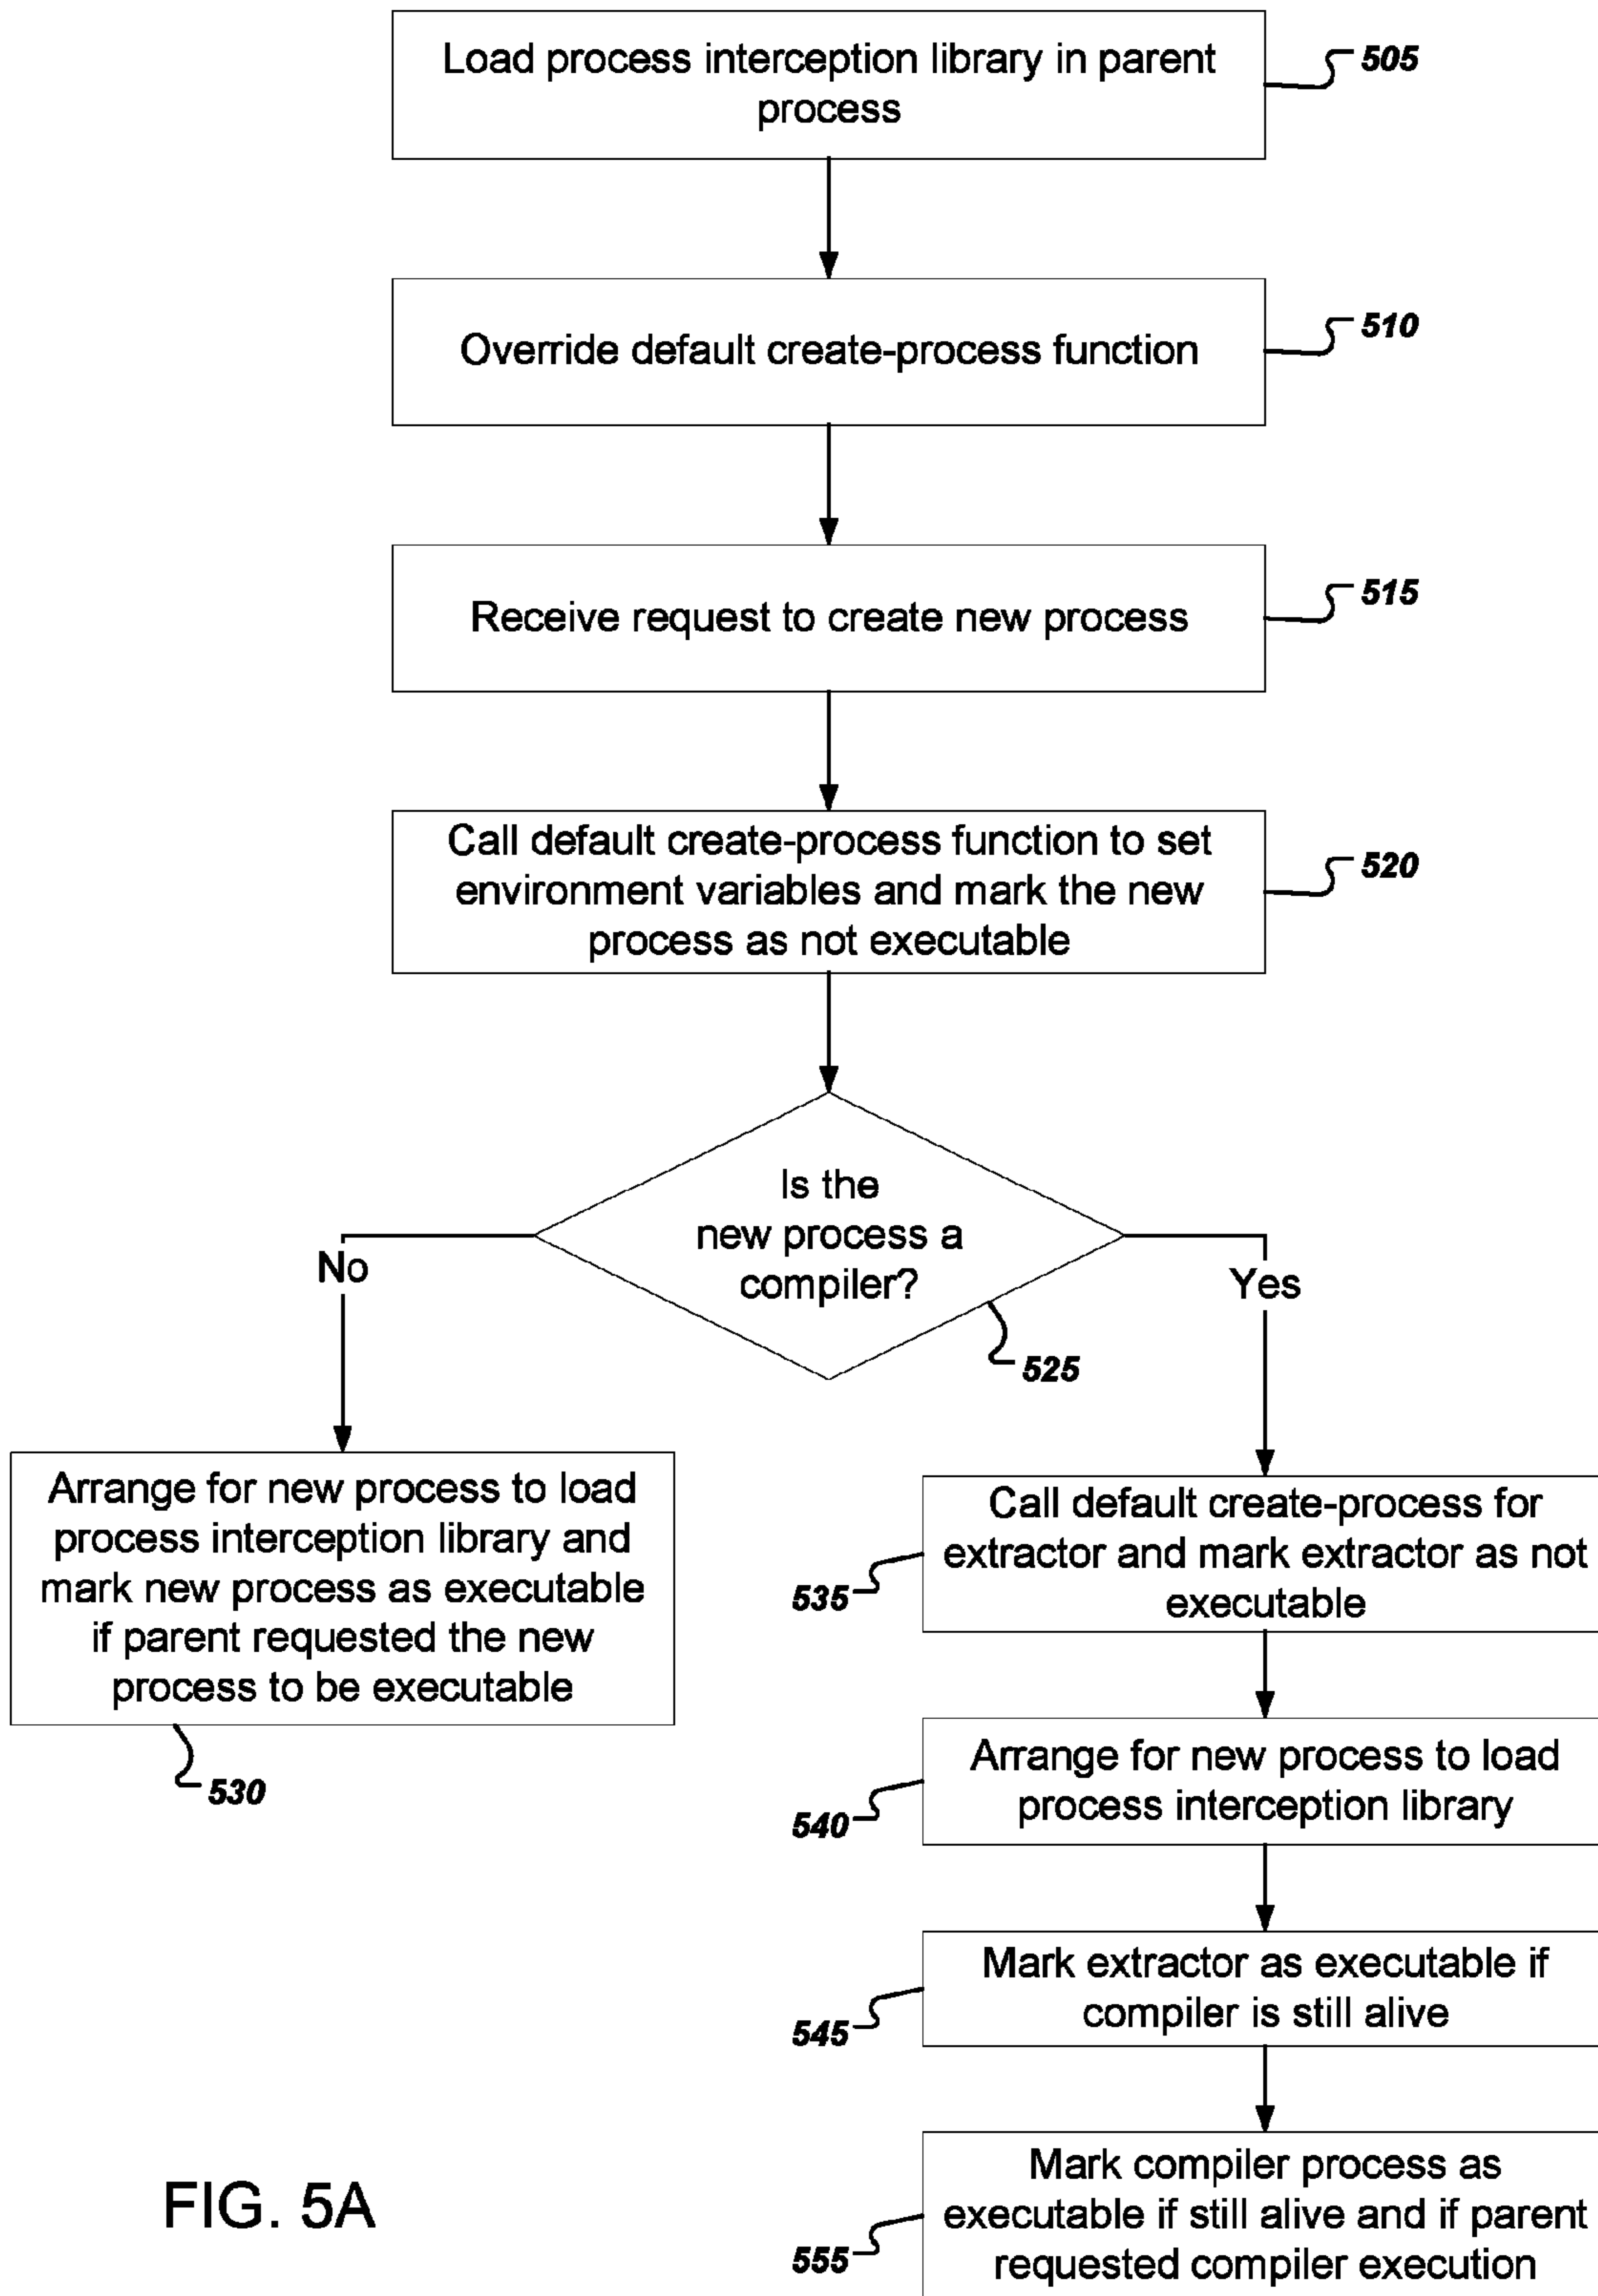 Load process interception library in parent
process
505
Override default create-process function
510
Receive request to create new process
515
Call default create-process function to set
environment variables and mark the new
process as not executable
520
Is the
new process a
compiler?
525
No
Yes
Arrange for new process to load
process interception library and
mark new process as executable
if parent requested the new
process to be executable
530
Call default create-process for
extractor and mark extractor as not
executable
535
Arrange for new process to load
process interception library
540
Mark extractor as executable if
compiler is still alive
545
Mark compiler process as
executable if still alive and if parent
requested compiler execution
555
FIG. 5A